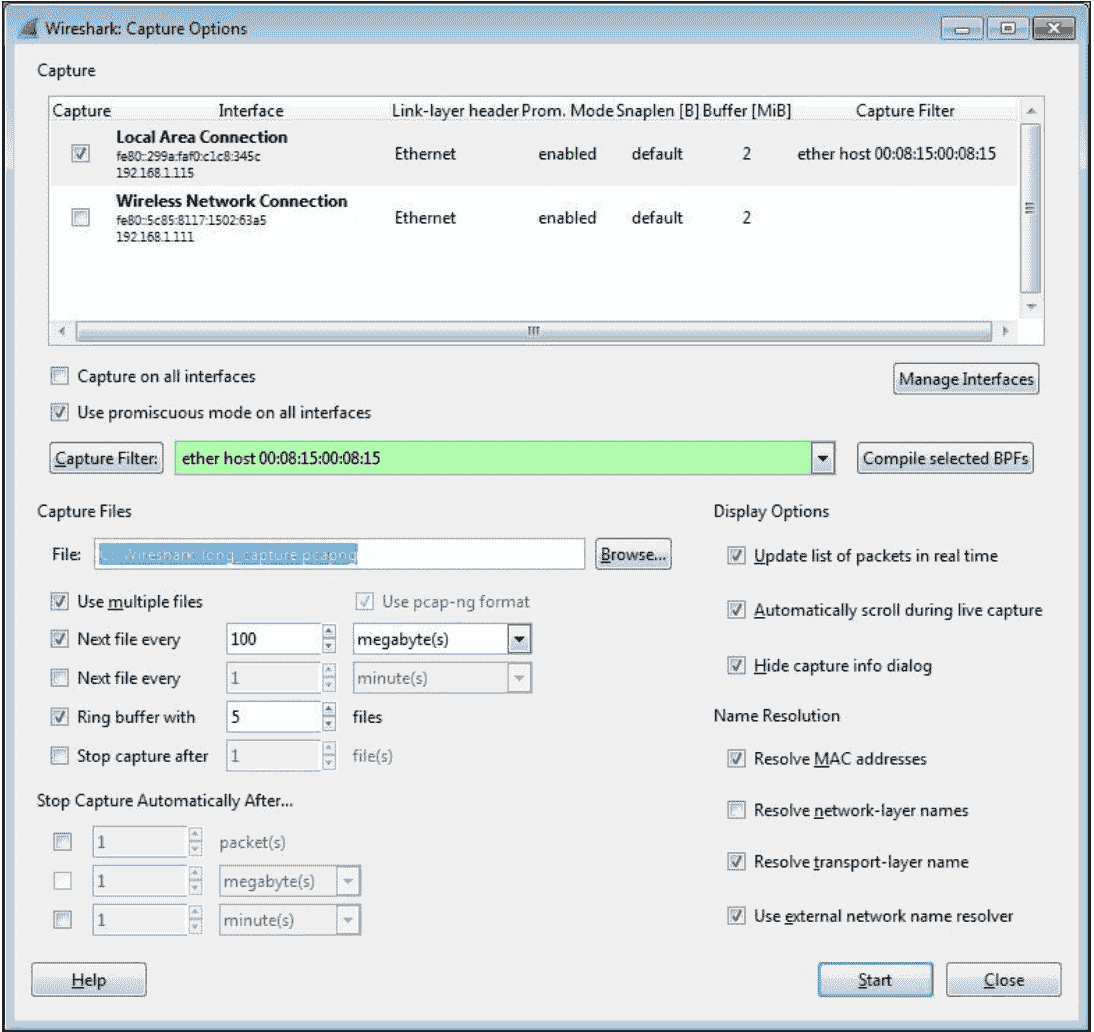 Wireshark: Capture Options
Capture
Capture Interface Link-layer header Prom. Mode Snaplen [B] Buffer [MiB] Capture Filter
Local Area Connection
fe80::299a:faf0:c1c8:345c
192.168.1.115
Ethernet enabled default 2 ether host 00:08:15:00:08:15
Wireless Network Connection
fe80::5c85:8117:1502:63a5
192.168.1.111
Ethernet enabled default 2
Capture on all interfaces
Manage Interfaces
Use promiscuous mode on all interfaces
Capture Filter: ether host 00:08:15:00:08:15 Compile selected BPFs
Capture Files
File: Wireshark long_capture.pcapng Browse...
Use multiple files Use pcap-ng format
Next file every 100 megabyte(s)
Next file every 1 minute(s)
Ring buffer with 5 files
Stop capture after 1 file(s)
Stop Capture Automatically After...
1 packet(s)
1 megabyte(s)
1 minute(s)
Display Options
Update list of packets in real time
Automatically scroll during live capture
Hide capture info dialog
Name Resolution
Resolve MAC addresses
Resolve network-layer names
Resolve transport-layer name
Use external network name resolver
Help Start Close